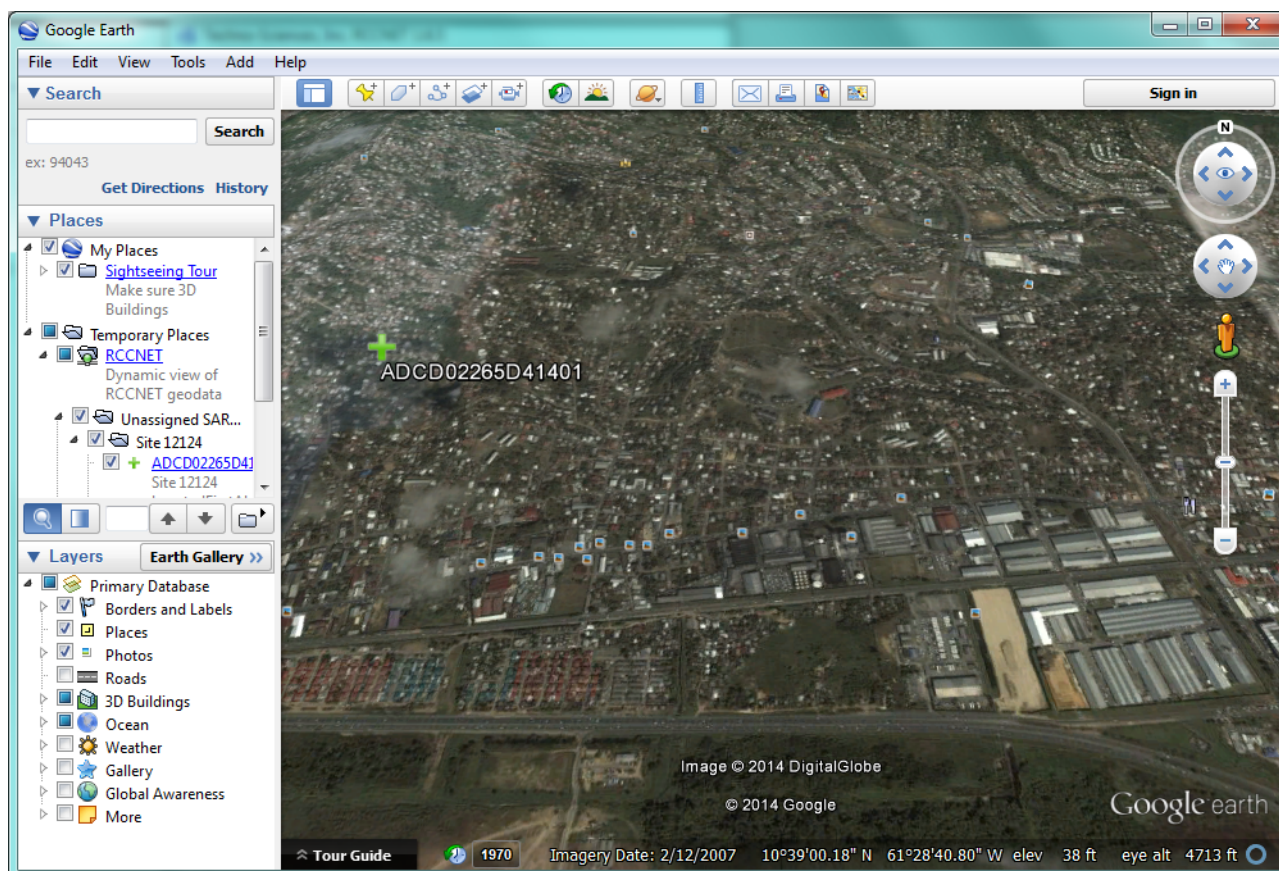 Google Earth
File Edit View Tools Add Help
Search
Search
ex: 94043
Get Directions History
Places
My Places
Sightseeing Tour
Make sure 3D
Buildings
Temporary Places
RCCNET
Dynamic view of
RCCNET geodata
Unassigned SAR...
Site 12124
ADCD02265D41
Site 12124
Layers
Earth Gallery >>
Primary Database
Borders and Labels
Places
Photos
Roads
3D Buildings
Ocean
Weather
Gallery
Global Awareness
More
Sign in
N
ADCD02265D41401
Image © 2014 DigitalGlobe
© 2014 Google
Google earth
Tour Guide
1970
Imagery Date: 2/12/2007 10°39'00.18" N 61°28'40.80" W elev 38 ft eye alt 4713 ft